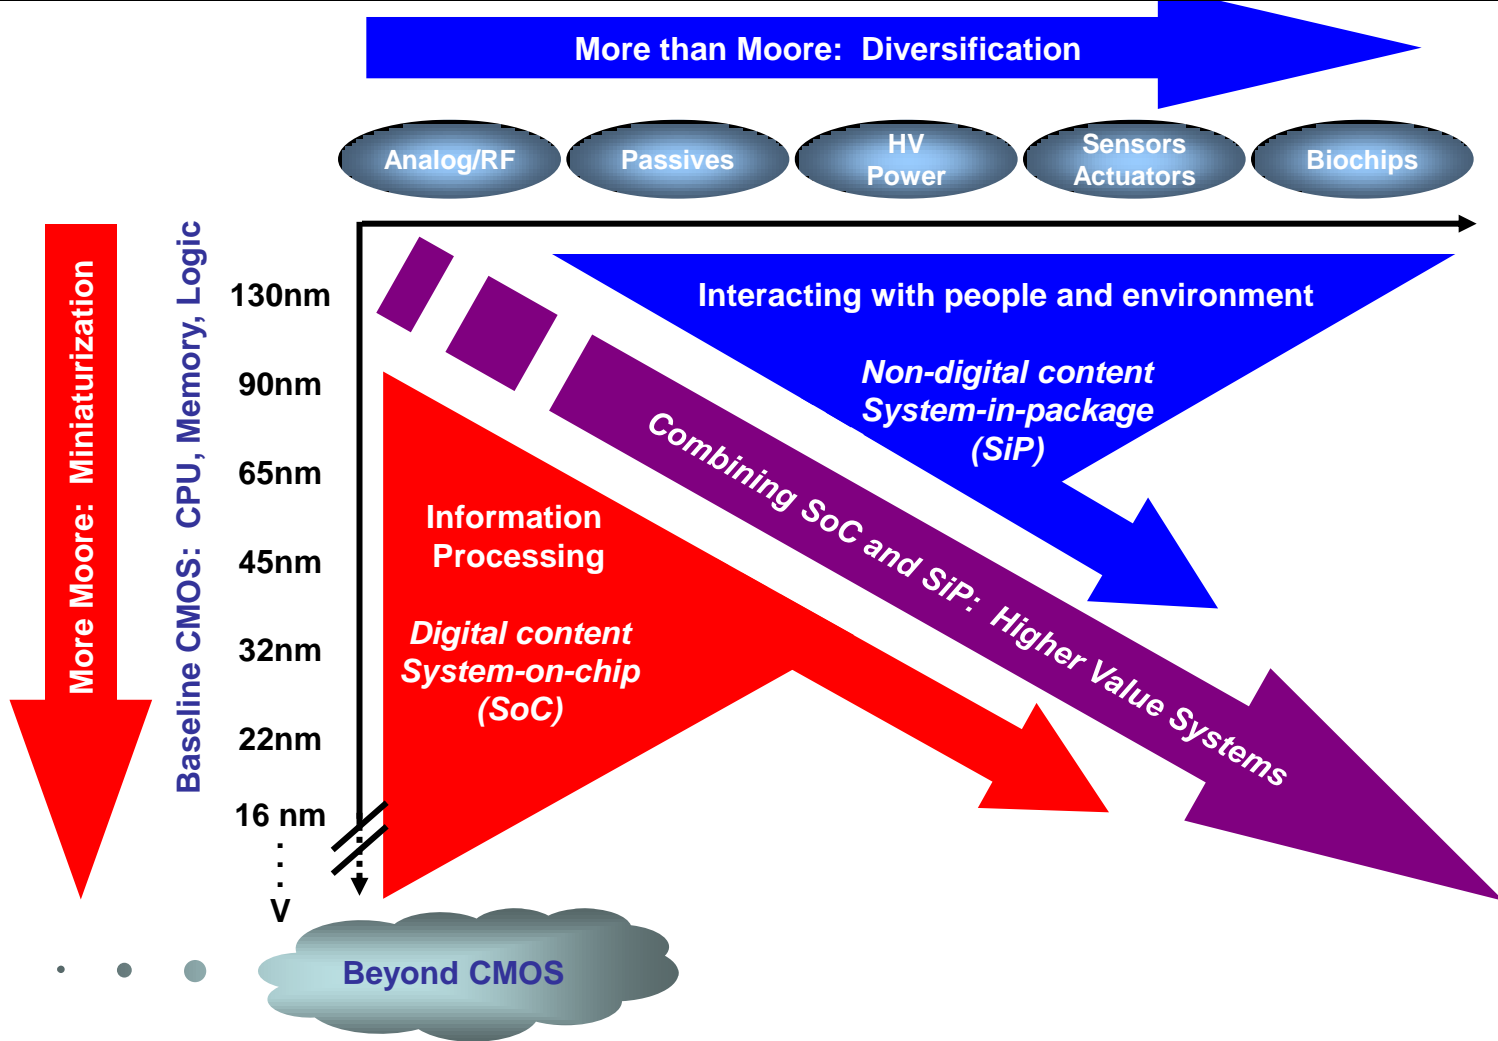 More than Moore:  Diversification
Analog/RF
Passives
HV
Power
Sensors
Actuators
Biochips
More Moore:  Miniaturization
Baseline CMOS:  CPU, Memory, Logic
130nm
90nm
65nm
45nm
32nm
22nm
16 nm
V
Interacting with people and environment
Non-digital content
System-in-package
(SiP)
Combining SoC and SiP:  Higher Value Systems
Information
Processing
Digital content
System-on-chip
(SoC)
Beyond CMOS